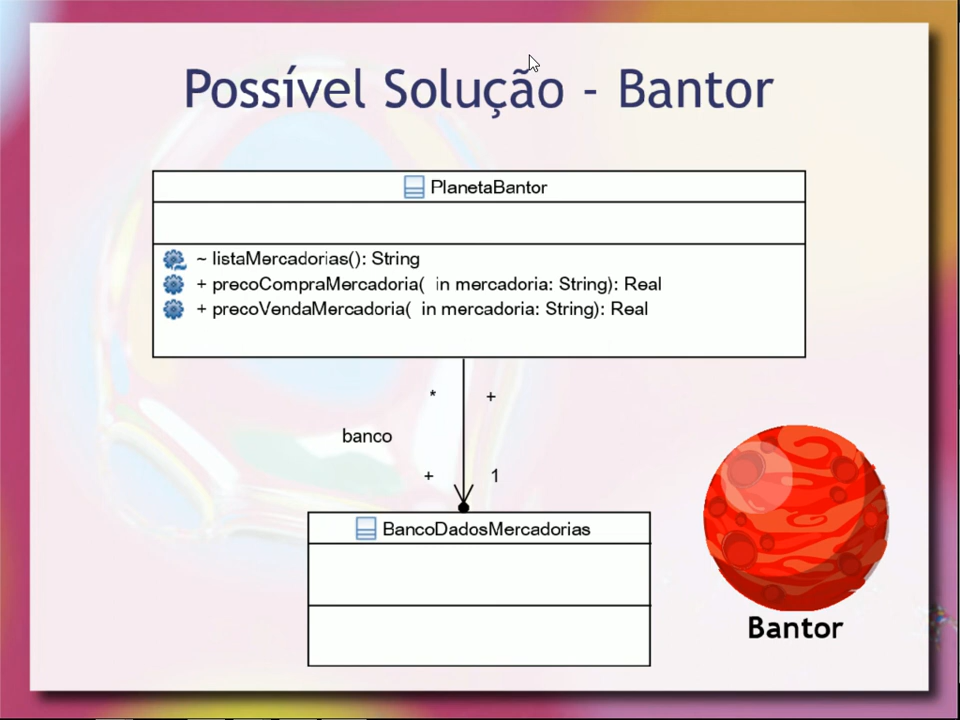 Possível Solução - Bantor
PlanetaBantor
~ listaMercadorias(): String
+ precoCompraMercadoria( in mercadoria: String): Real
+ precoVendaMercadoria( in mercadoria: String): Real
* +
banco
+ 1
BancoDadosMercadorias
Bantor